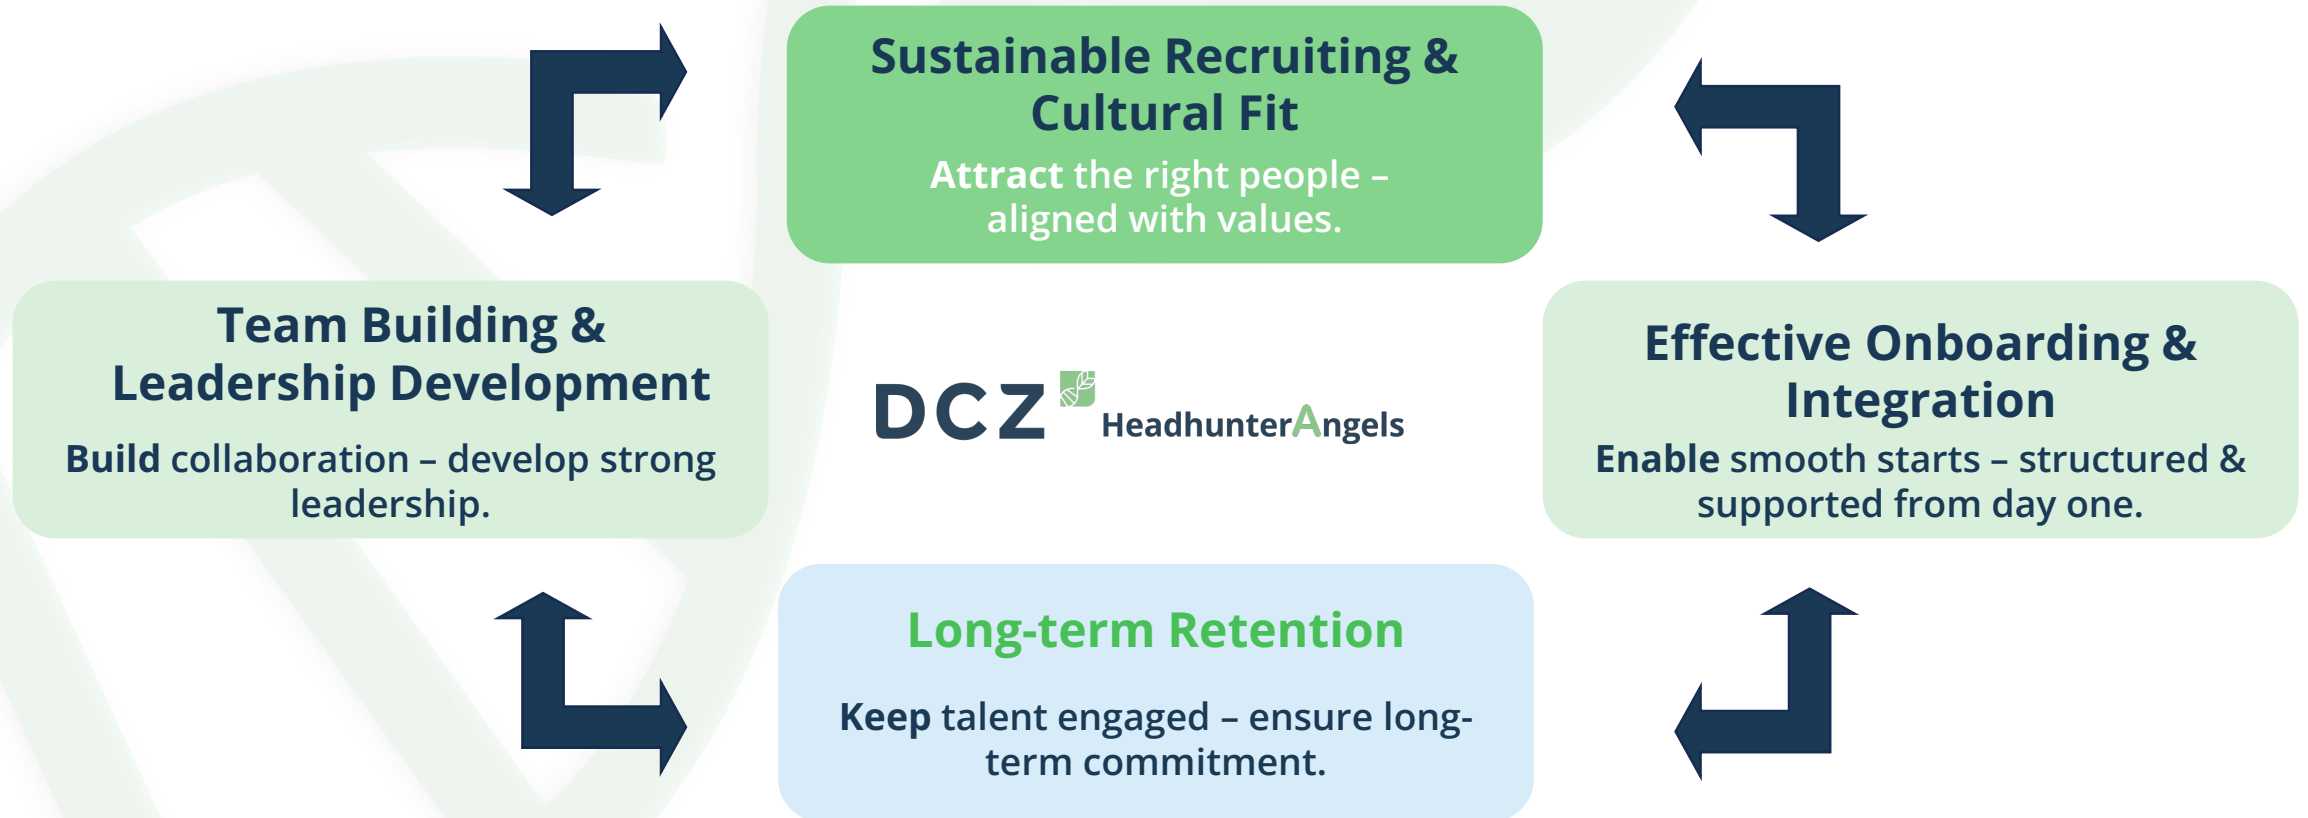 Sustainable Recruiting &
Cultural Fit
Attract the right people –
aligned with values.
Team Building &
Leadership Development
Build collaboration – develop strong
leadership.
DCZ HeadhunterAngels
Effective Onboarding &
Integration
Enable smooth starts – structured &
supported from day one.
Long-term Retention
Keep talent engaged – ensure long-
term commitment.